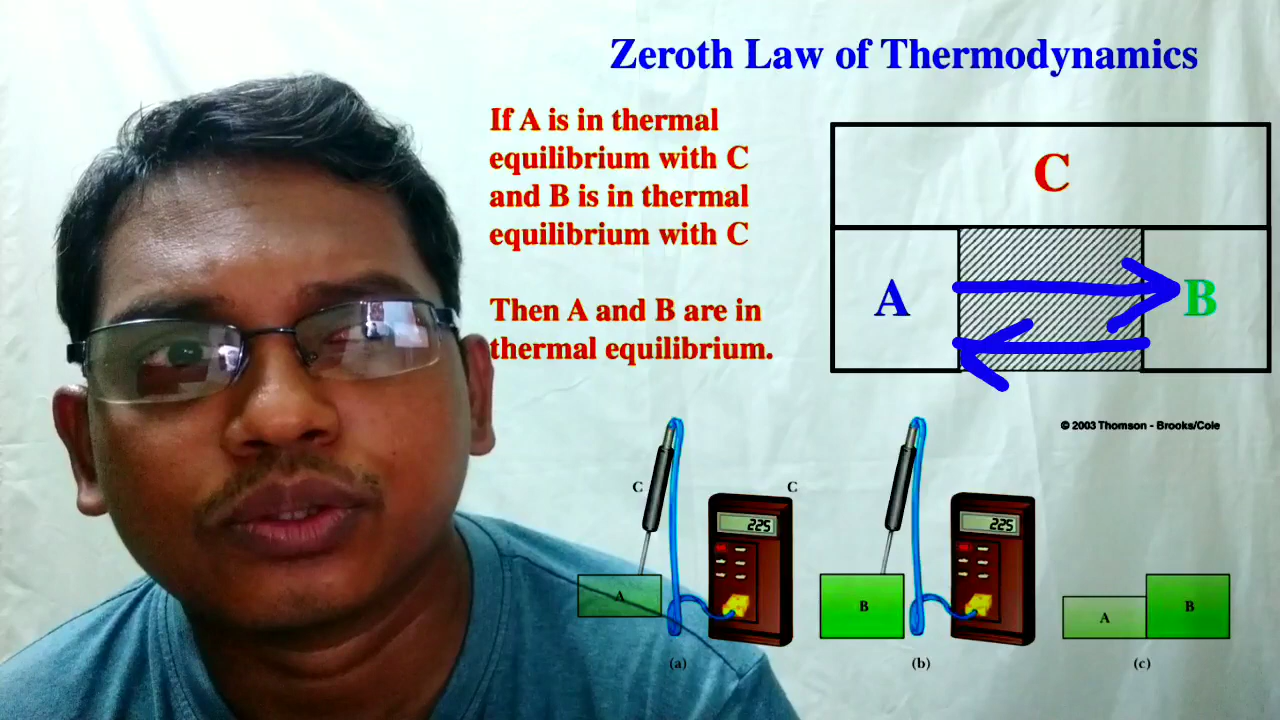 Zeroth Law of Thermodynamics
If A is in thermal
equilibrium with C
and B is in thermal
equilibrium with C
Then A and B are in
thermal equilibrium.
C
A
B
© 2003 Thomson - Brooks/Cole
C
C
225
225
A
B
A
B
(a)
(b)
(c)